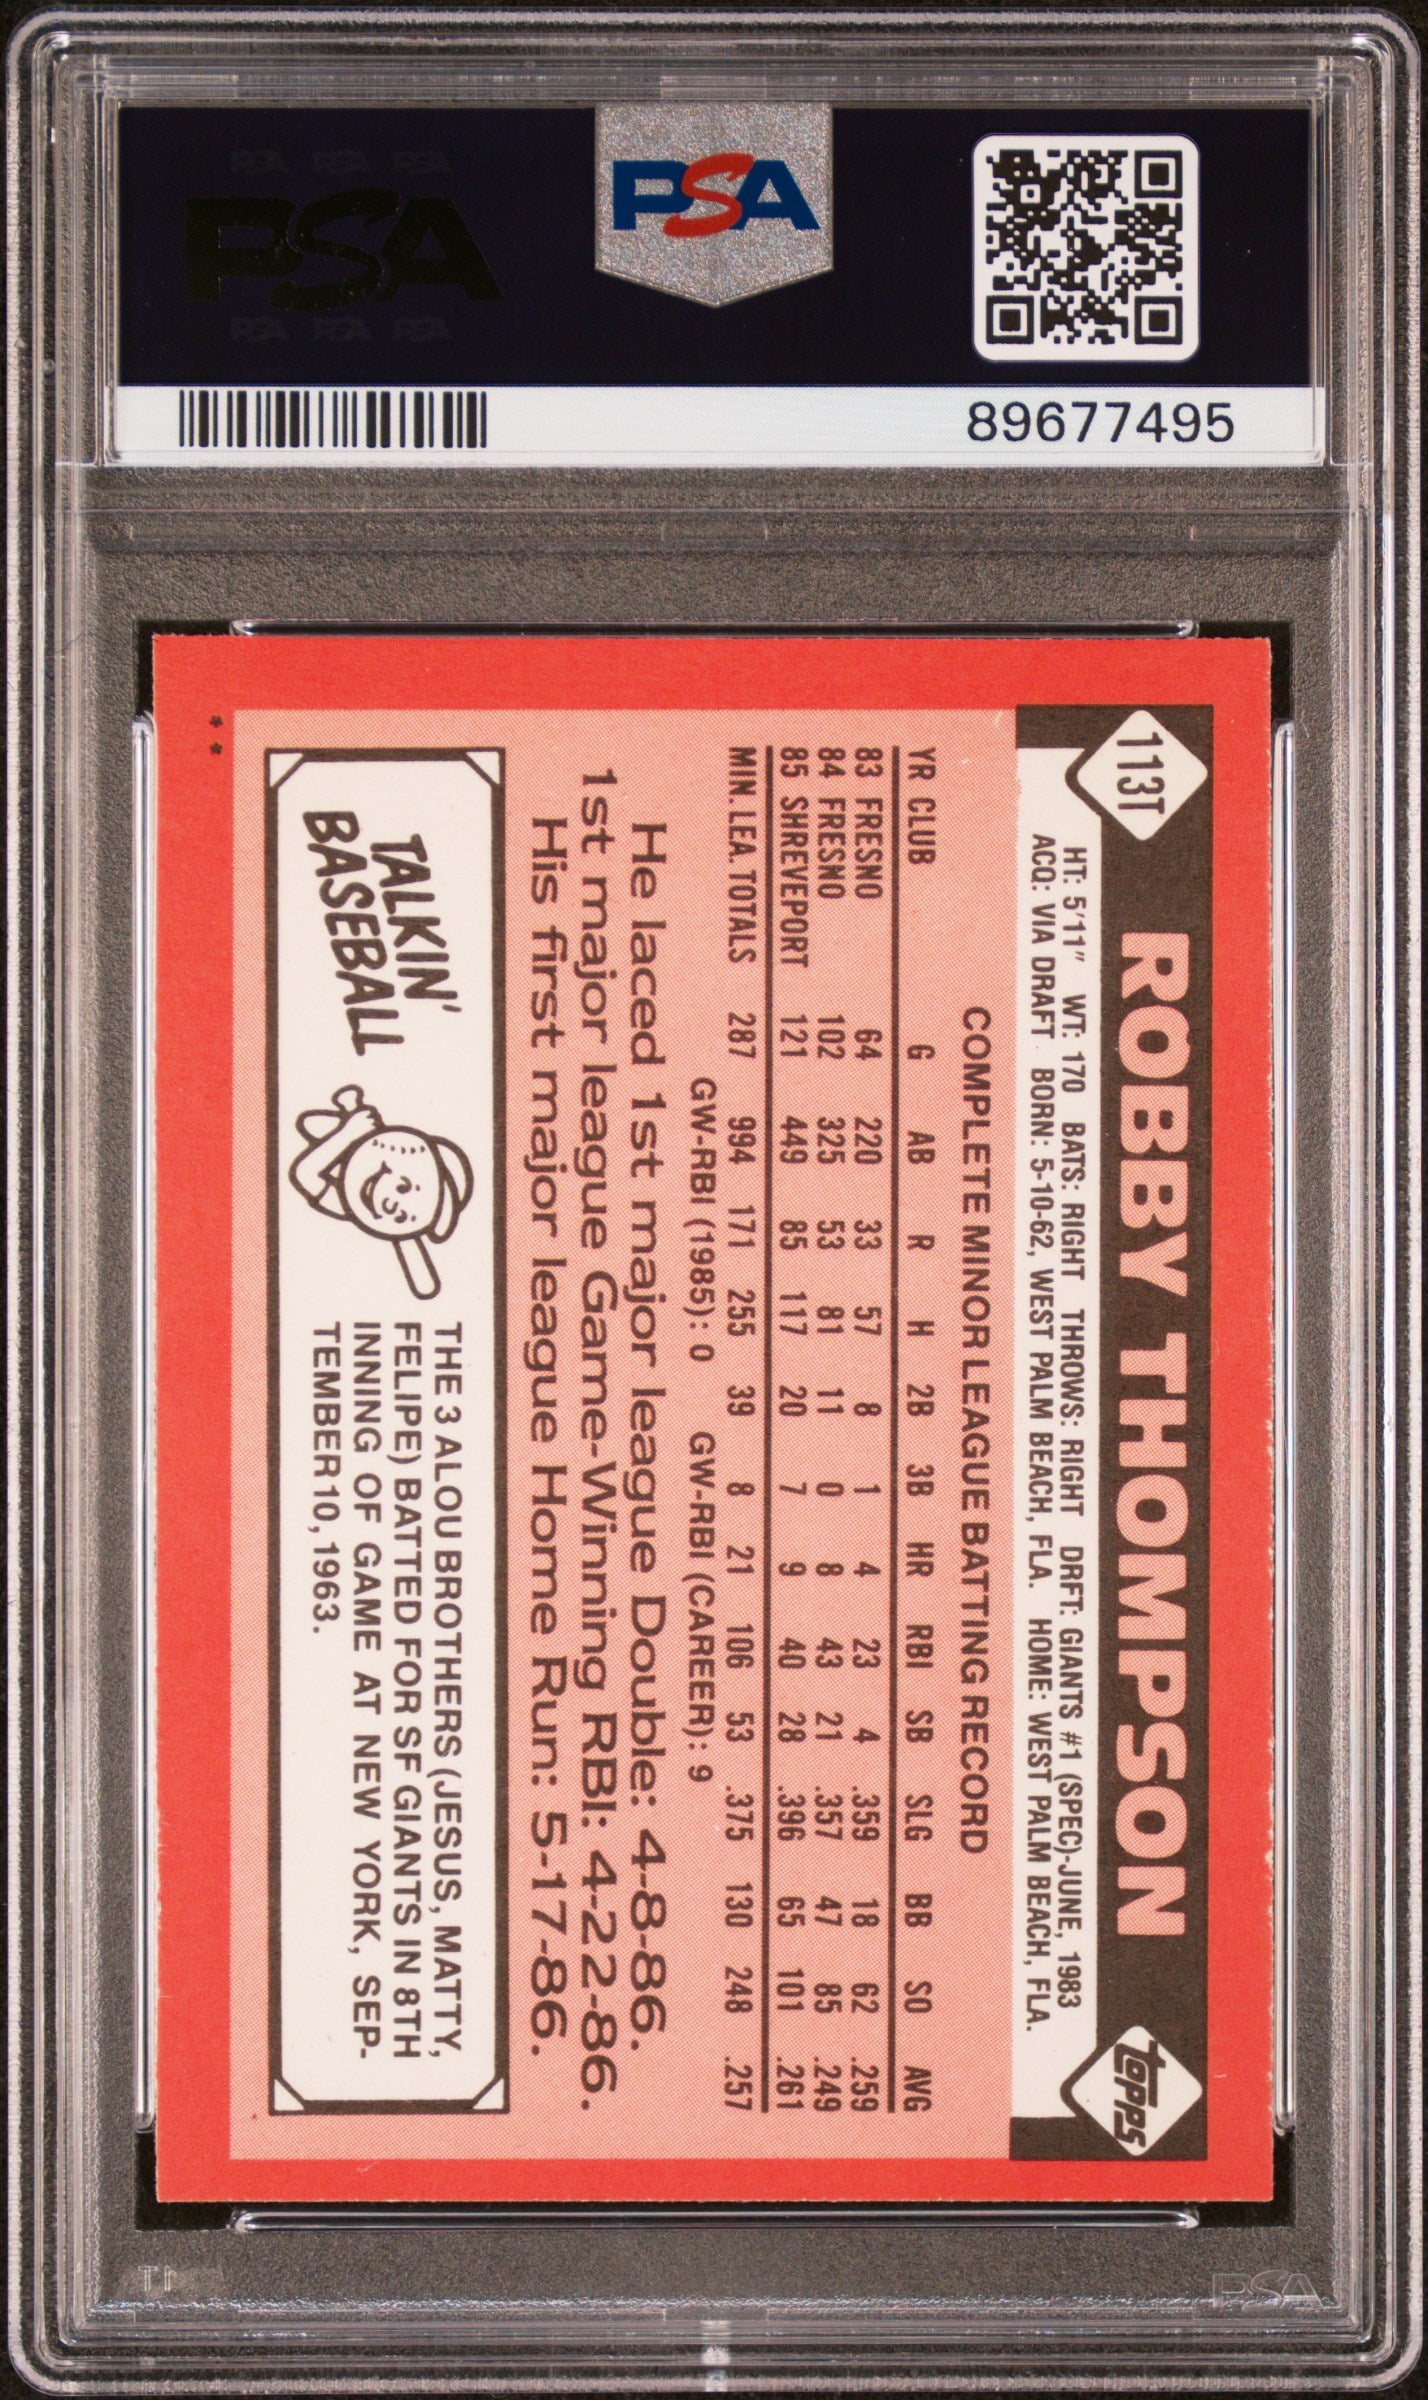 PSA PSA PSA
PSA
PSA PSA PSA
PSA
89677495
113T
ROBBY THOMPSON
Topps
HT: 5'11" WT: 170 BATS: RIGHT THROWS: RIGHT DRFT: GIANTS #1 (SPEC)-JUNE, 1983
ACQ: VIA DRAFT BORN: 5-10-62, WEST PALM BEACH, FLA. HOME: WEST PALM BEACH, FLA.
COMPLETE MINOR LEAGUE BATTING RECORD
YR CLUB G AB R H 2B 3B HR RBI SB SLG BB SO AVG
83 FRESNO 64 220 33 57 8 1 4 23 4 .359 18 62 .259
84 FRESNO 102 325 53 81 11 0 8 43 21 .357 47 85 .249
85 SHREVEPORT 121 449 85 117 20 7 9 40 28 .396 65 101 .261
MIN. LEA. TOTALS 287 994 171 255 39 8 21 106 53 .375 130 248 .257
GW-RBI (1985): 0 GW-RBI (CAREER): 9
He laced 1st major league Double: 4-8-86.
1st major league Game-Winning RBI: 4-22-86.
His first major league Home Run: 5-17-86.
TALKIN'
BASEBALL
THE 3 ALOU BROTHERS (JESUS, MATTY,
FELIPE) BATTED FOR SF GIANTS IN 8TH
INNING OF GAME AT NEW YORK, SEP-
TEMBER 10, 1963.
**
PSA